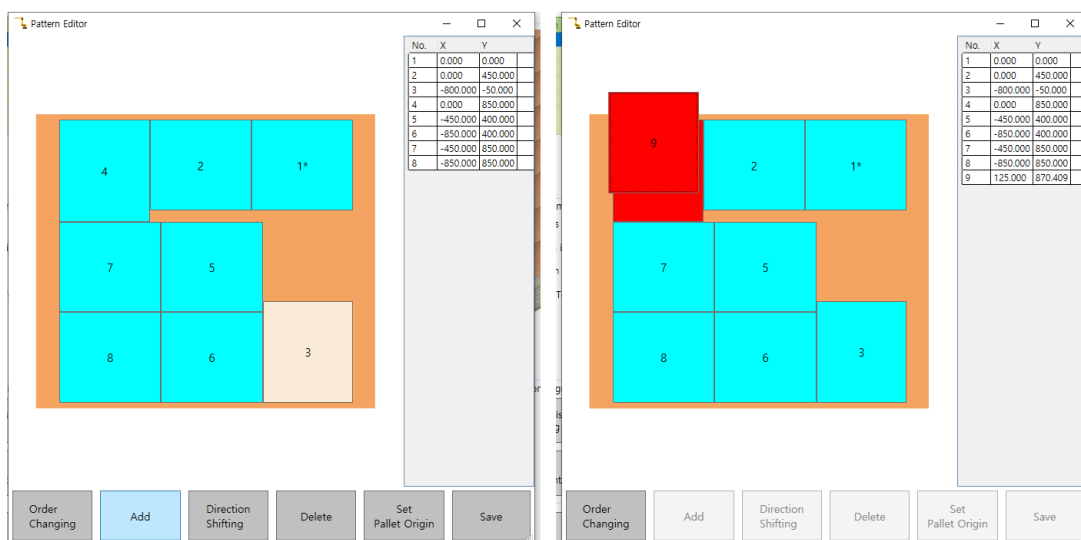 Pattern Editor
No. X Y
1 0.000 0.000
2 0.000 450.000
3 -800.000 -50.000
4 0.000 850.000
5 -450.000 400.000
6 -850.000 400.000
7 -450.000 850.000
8 -850.000 850.000
4
2
1*
7
5
8
6
3
Order
Changing
Add
Direction
Shifting
Delete
Set
Pallet Origin
Save
Pattern Editor
No. X Y
1 0.000 0.000
2 0.000 450.000
3 -800.000 -50.000
4 0.000 850.000
5 -450.000 400.000
6 -850.000 400.000
7 -450.000 850.000
8 -850.000 850.000
9 125.000 870.409
9
2
1*
7
5
8
6
3
Order
Changing
Add
Direction
Shifting
Delete
Set
Pallet Origin
Save